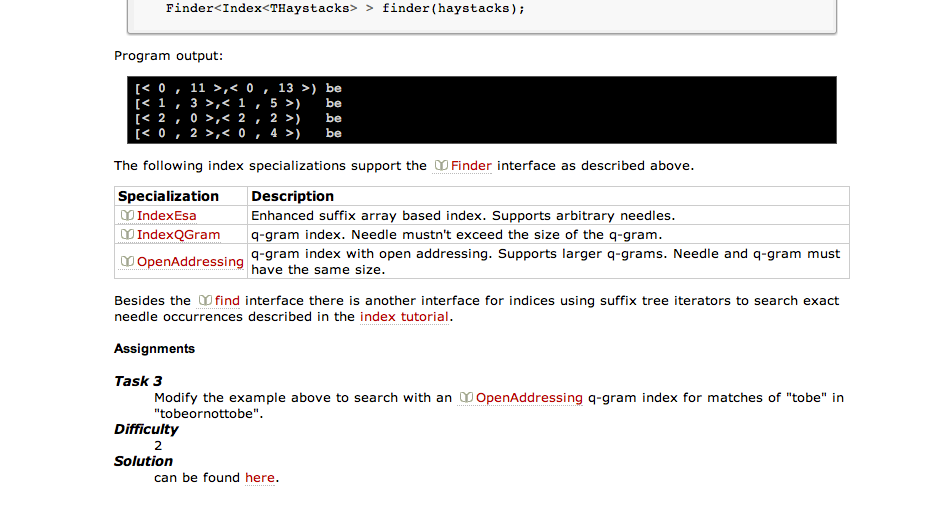 Finder<Index<THaystacks> > finder(haystacks);
Program output:
[< 0 , 11 >,< 0 , 13 >) be
[< 1 , 3 >,< 1 , 5 >)   be
[< 2 , 0 >,< 2 , 2 >)   be
[< 0 , 2 >,< 0 , 4 >)   be
The following index specializations support the Finder interface as described above.
Specialization Description
IndexEsa Enhanced suffix array based index. Supports arbitrary needles.
IndexQGram q-gram index. Needle mustn't exceed the size of the q-gram.
OpenAddressing q-gram index with open addressing. Supports larger q-grams. Needle and q-gram must
have the same size.
Besides the find interface there is another interface for indices using suffix tree iterators to search exact
needle occurrences described in the index tutorial.
Assignments
Task 3
Modify the example above to search with an OpenAddressing q-gram index for matches of "tobe" in
"tobeornottobe".
Difficulty
2
Solution
can be found here.